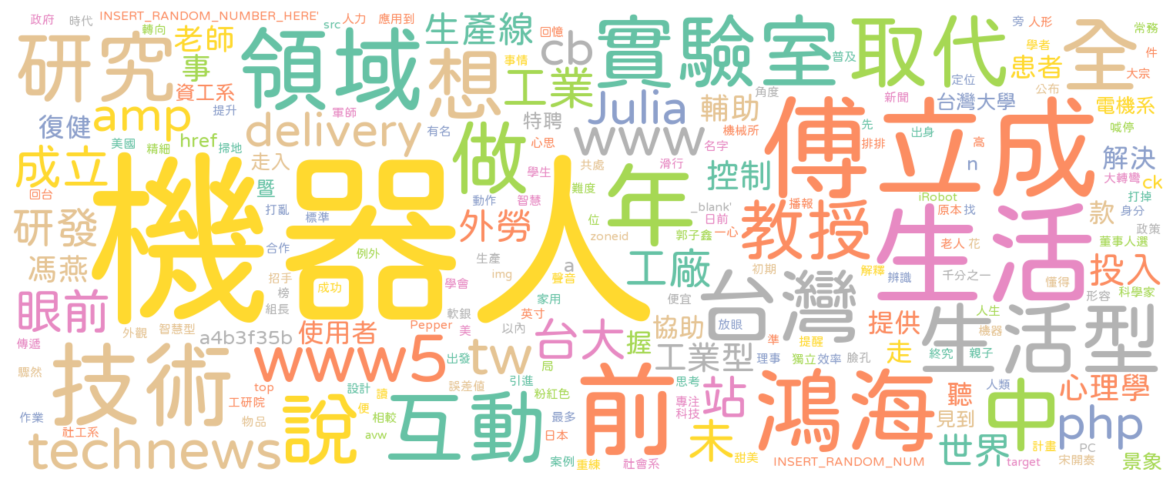 政府 時代 INSERT_RANDOM_NUMBER_HERE' src 人力 應用到 旁 人形 常務
轉向 老師 生產線 回憶 cb 普及 學者 件
研究 領域 想 事情 實驗室 取代 全
事 工業 患者 大宗
資工系 軍師 特聘 Julia 輔助 角度 新聞 定位 公布
amp 提升 有名 台灣大學 電機系
復健 href delivery 心思 www 機械所 先 出身 高 喊停
美國 精細 掃地 做 名字 排排 n 解決
成立 走入 學生 共處 滑行 控制 傅立成 大轉彎 ck
回台 暨 動作 智慧 難度 年 _blank' 播報 iRobot 打掉
研發 打亂 標準 外勞 位 日前 一心 教授 原本 找 款 身分
機器人 zoneid 郭子鑫 生活 老人 花 政策
馮燕 合作 例外 生產 a 工廠 初期 解釋 董事人選
招手 學會 img 聲音 台灣 辨識 千分之一 懂得 投入
眼前 榜 成功 家用 便宜 形容 科學家
組長 軟銀 英寸 人生
外觀 智慧型 a4b3f35b 使用者 Pepper 美 以內 協助 放眼 提供 生活型 機器
傳遞 台大 握 提醒 準
技術 www5 出發 tw 局 工業型 理事 獨立 效率 臉孔 走 終究 親子
驟然 前 鴻海
top 誤差值 引進 粉紅色 思考 鏡 人類
工研院 說 設計 專注 站 聽 中 心理學
作業 物品 便 相較 互動 最多 科技 見到 php
社工系 technews avw 日本 未 世界 計畫
案例 重練 社會系 甜美 INSERT_RANDOM_NUM target PC 宋開泰 景象